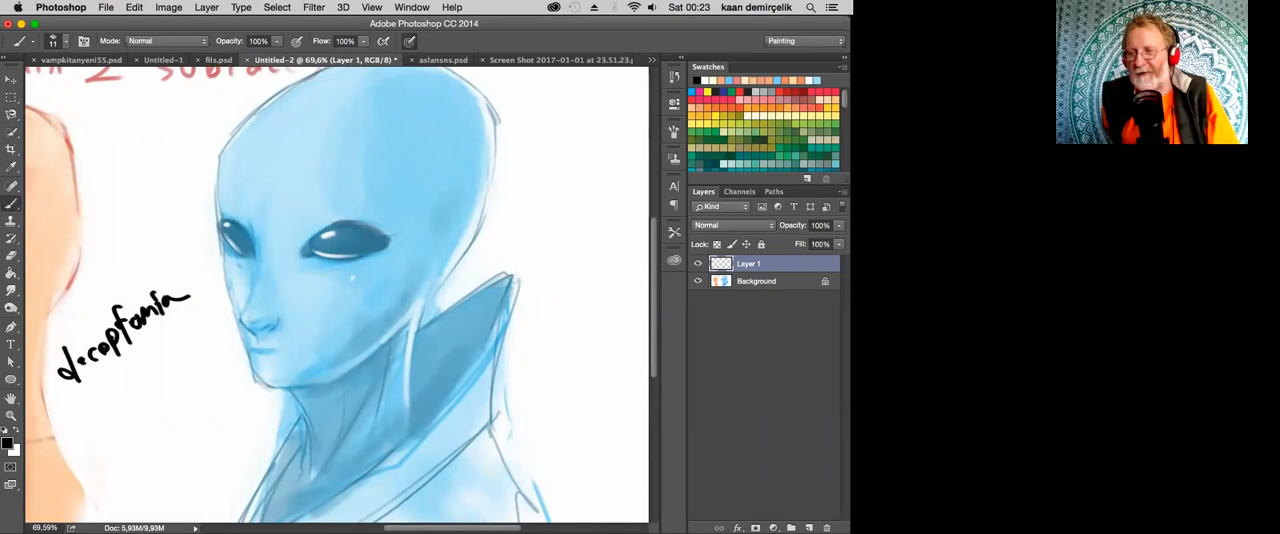 Photoshop File Edit Image Layer Type Select Filter 3D View Window Help Sat 00:23 kaan demirçelik
Adobe Photoshop CC 2014
11 Mode: Normal Opacity: 100% Flow: 100% Painting
vampkitanyeni55.psd Untitled-1 fils.psd Untitled-2 @ 69,6% (Layer 1, RGB/8) * aslansns.psd Screen Shot 2017-01-01 at 23.51.23.p
Swatches
Layers Channels Paths
Kind
Normal Opacity: 100%
Lock: Fill: 100%
Layer 1
Background
69,59% Doc: 5,93M/9,93M